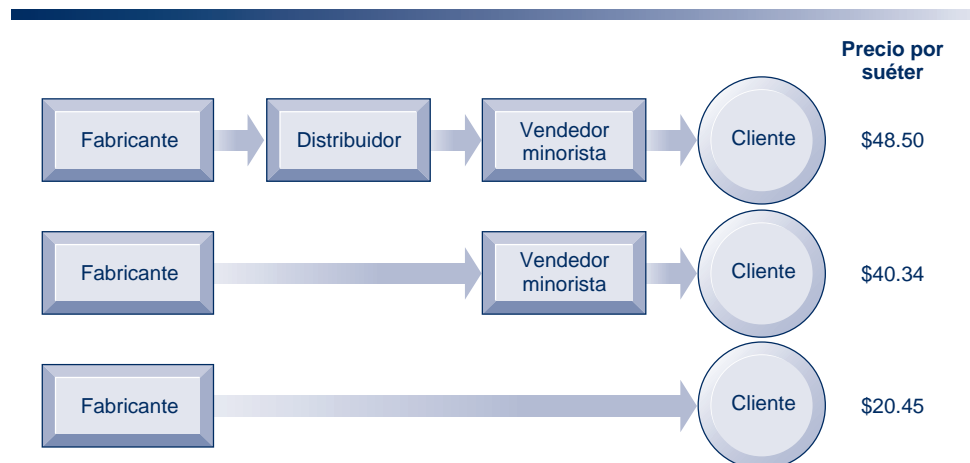 Precio por
suéter
Fabricante
Distribuidor
Vendedor
minorista
Cliente
$48.50
Fabricante
Vendedor
minorista
Cliente
$40.34
Fabricante
Cliente
$20.45